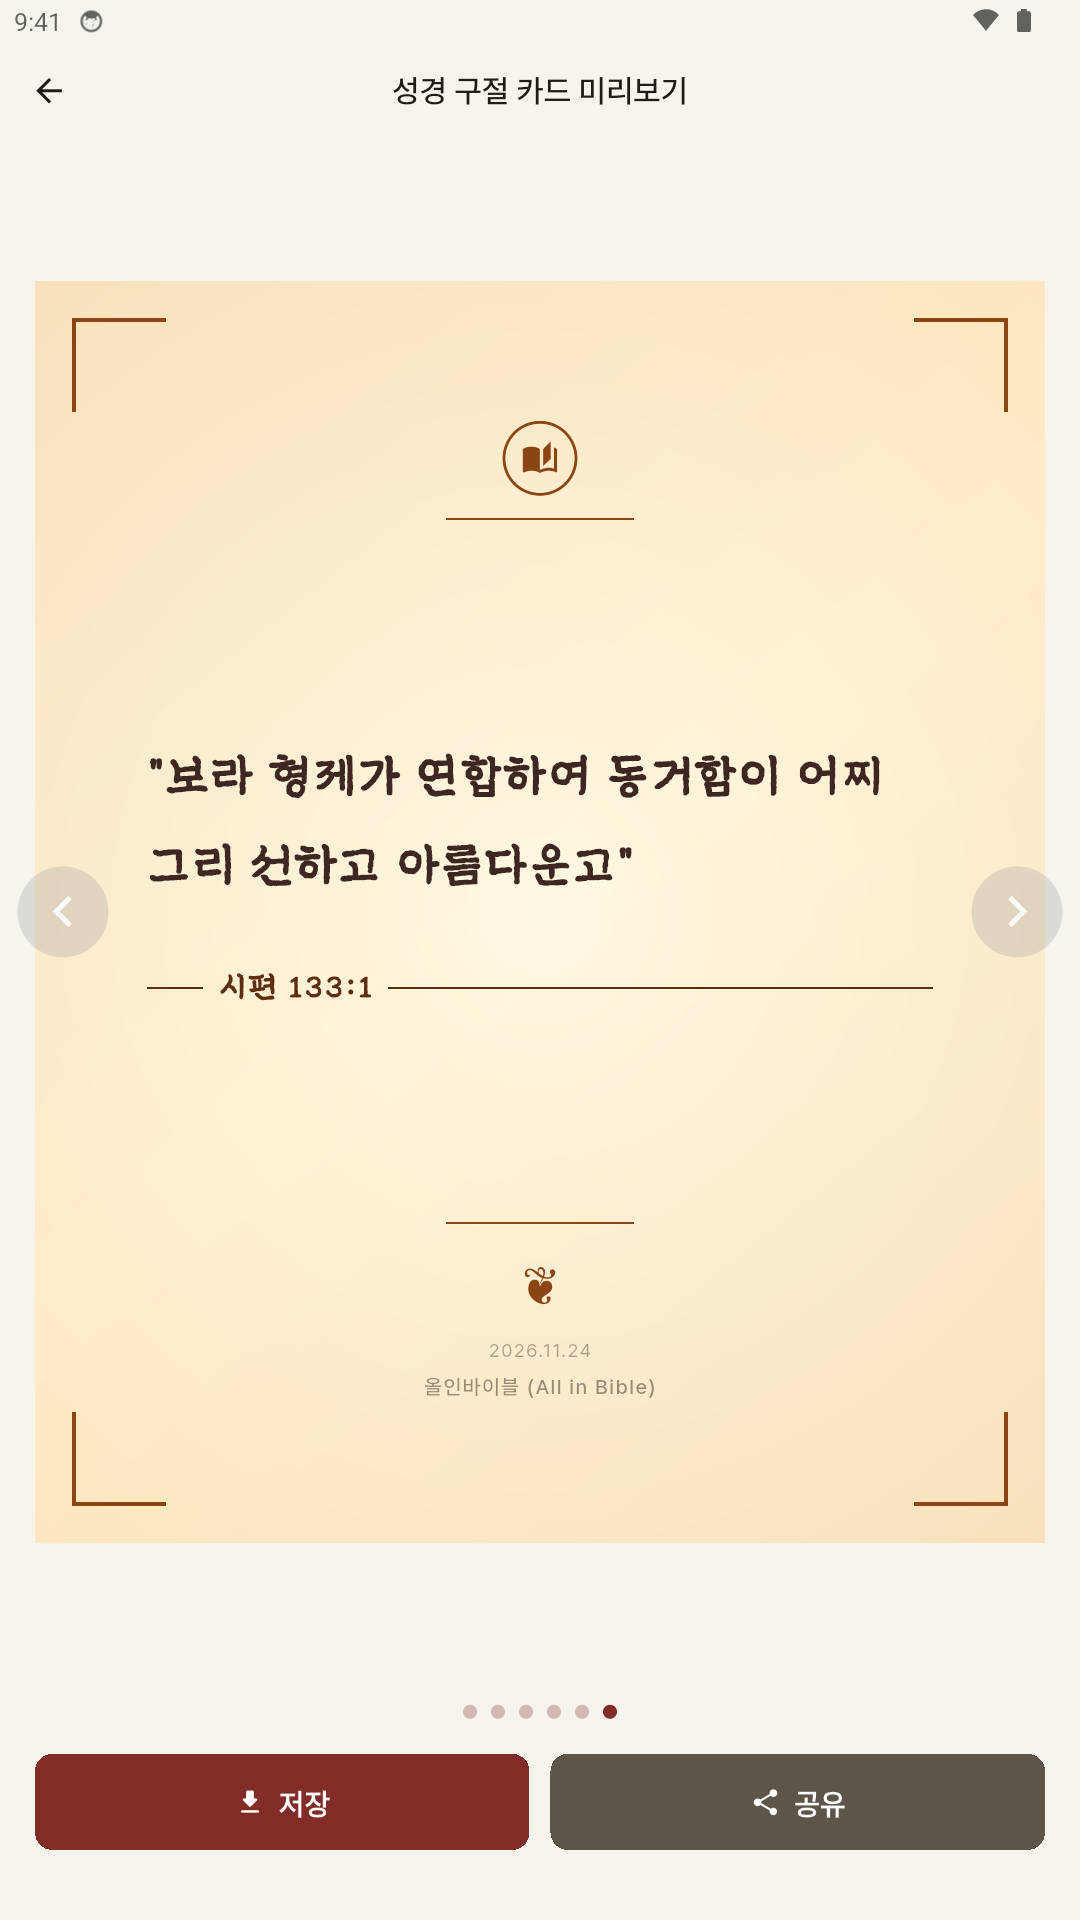 9:41
성경 구절 카드 미리보기
"보라 형제가 연합하여 동거함이 어찌
그리 선하고 아름다운고"
시편 133:1
2026.11.24
올인바이블 (All in Bible)
저장
공유